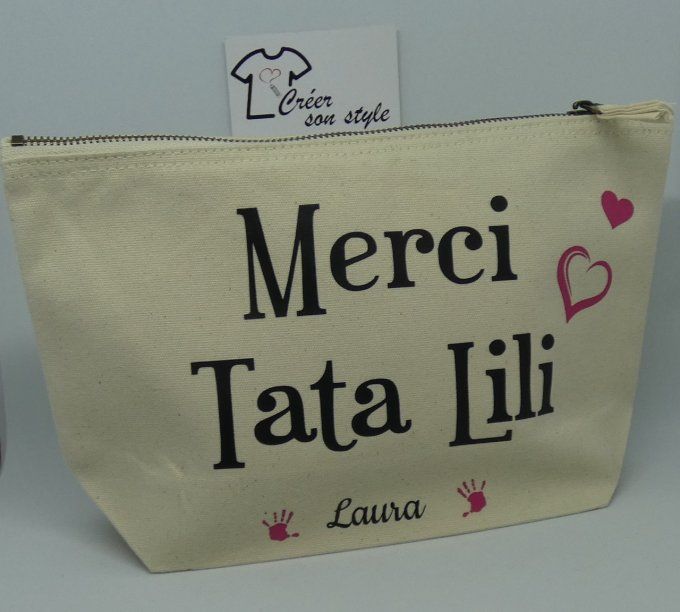 Créer
son style
Merci
Tata Lili
Laura